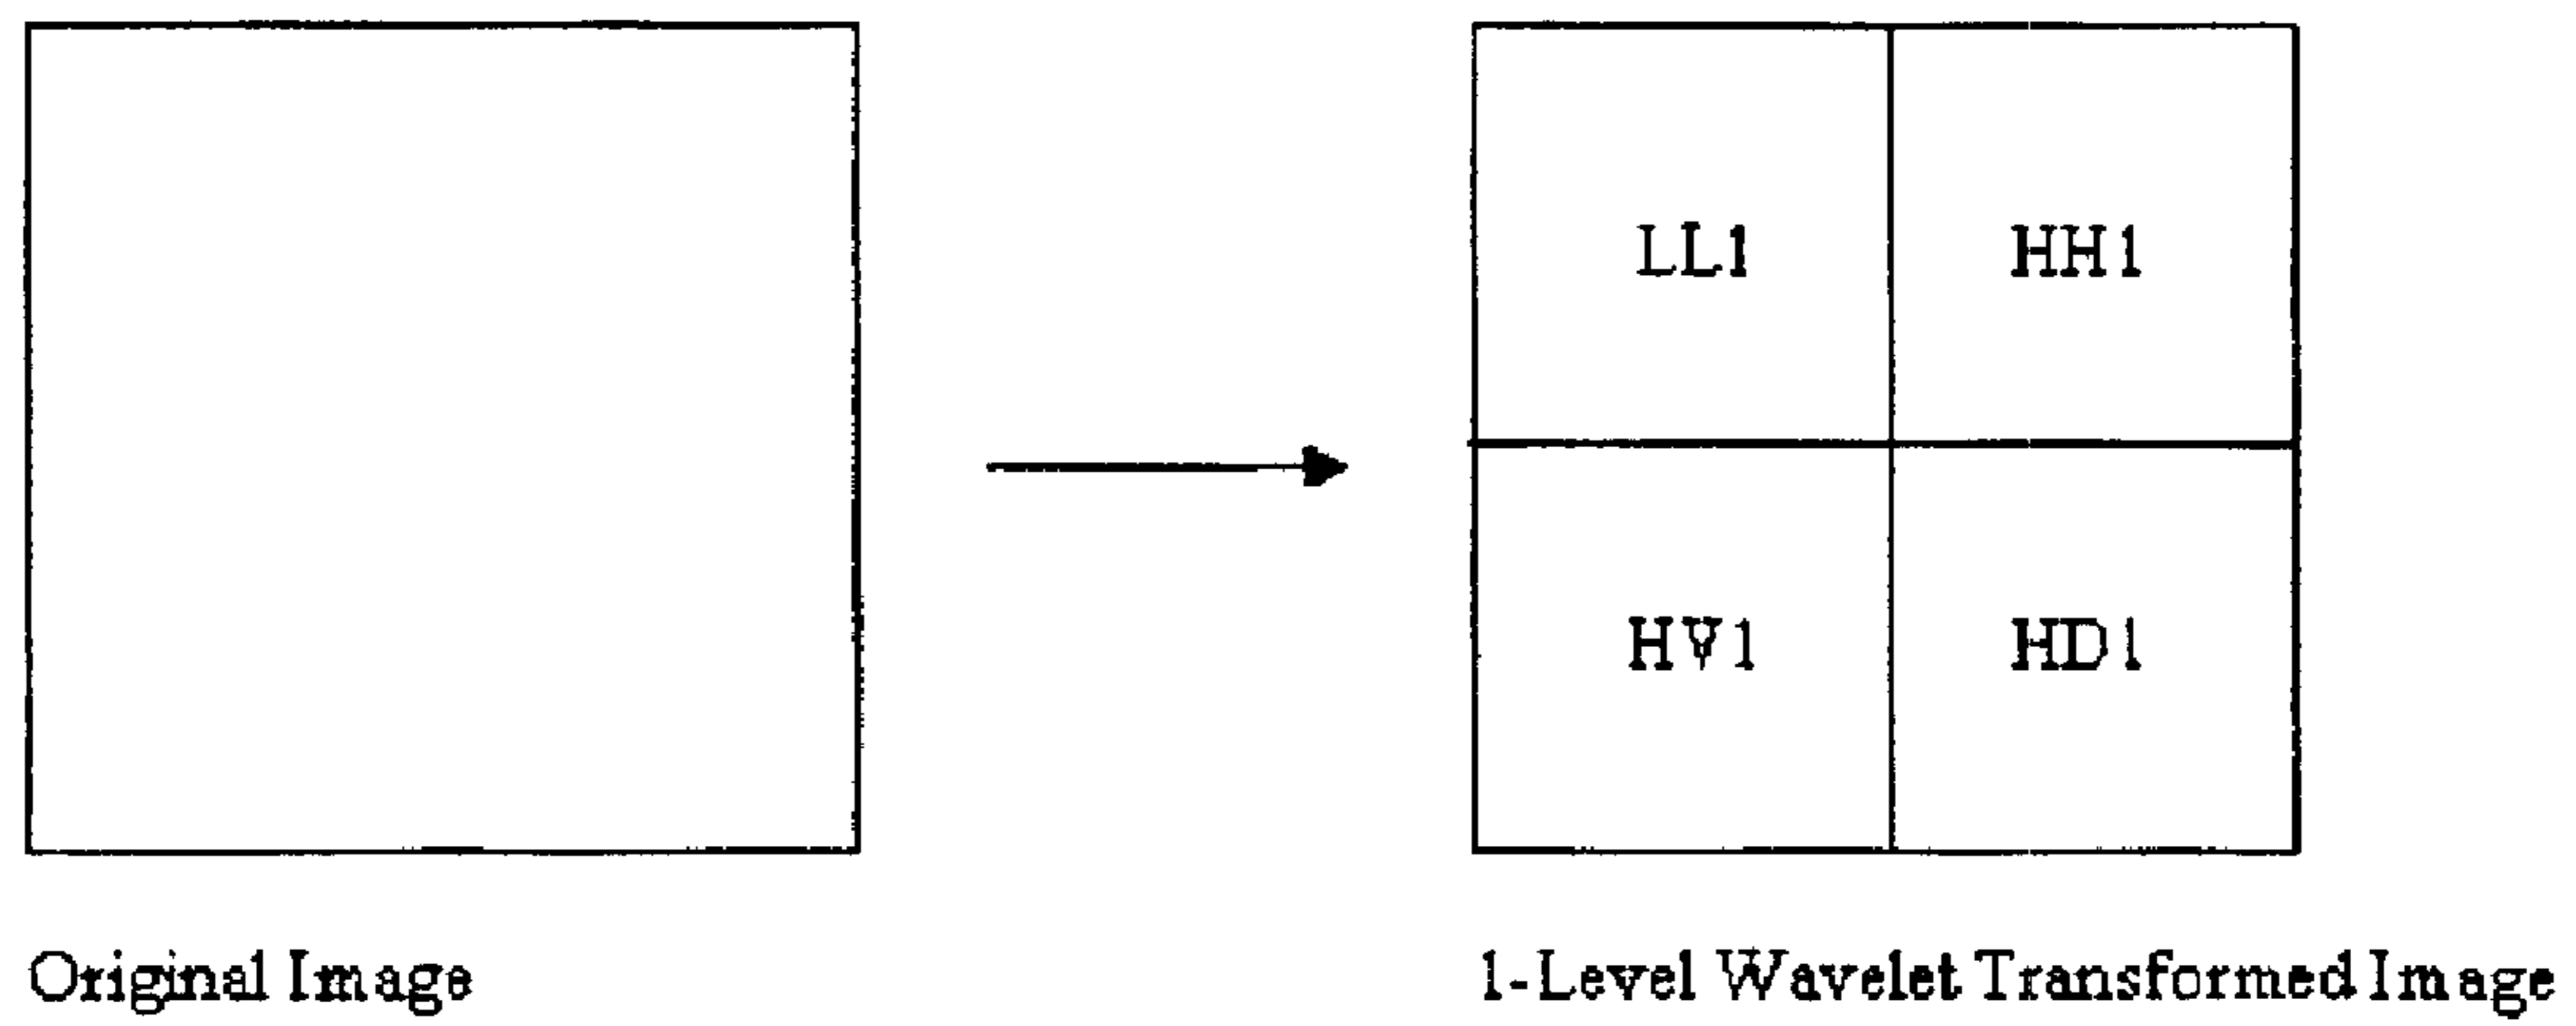 LL1 HH1
HV1 HD1
Original Image
1-Level Wavelet Transformed Image